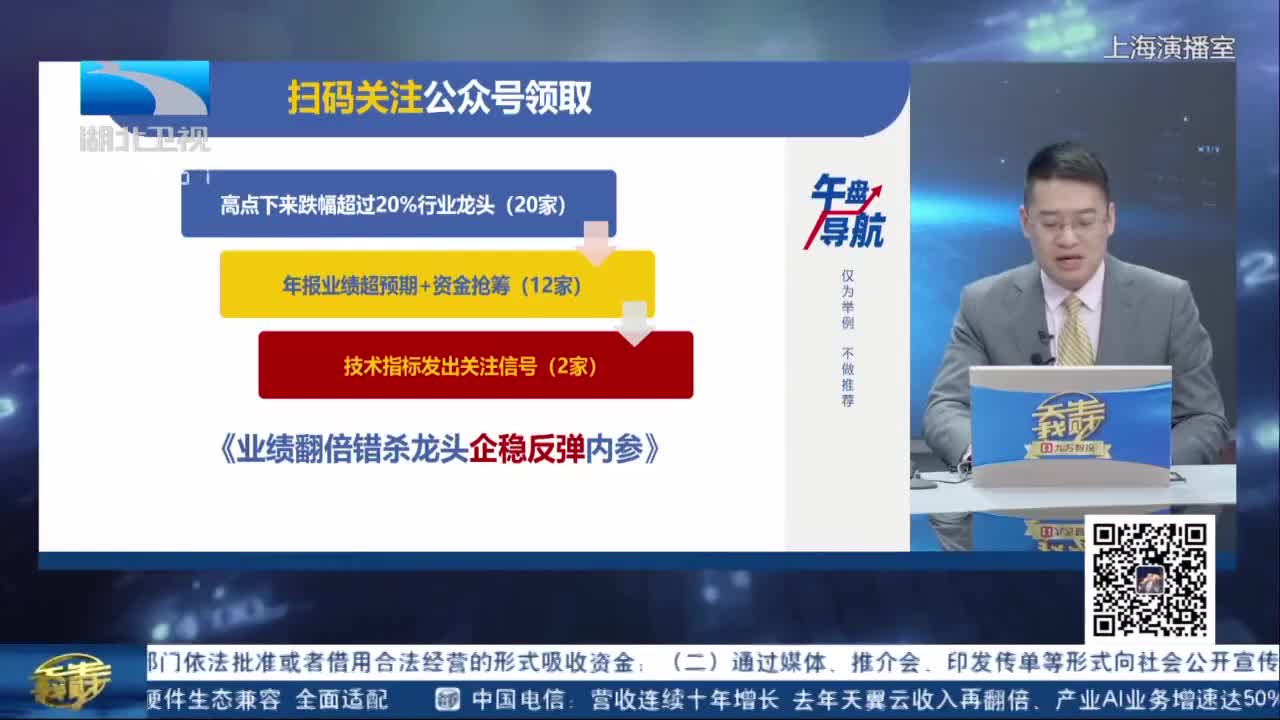 上海演播室
扫码关注公众号领取
湖北卫视
高点下来跌幅超过20%行业龙头（20家）
年报业绩超预期+资金抢筹（12家）
技术指标发出关注信号（2家）
《业绩翻倍错杀龙头企稳反弹内参》
午盘
导航
仅为举例 不做推荐
天生
我财
九方智投
部门依法批准或者借用合法经营的形式吸收资金；（二）通过媒体、推介会、印发传单等形式向社会公开宣传
硬件生态兼容 全面适配 中国电信：营收连续十年增长 去年天翼云收入再翻倍、产业AI业务增速达50%